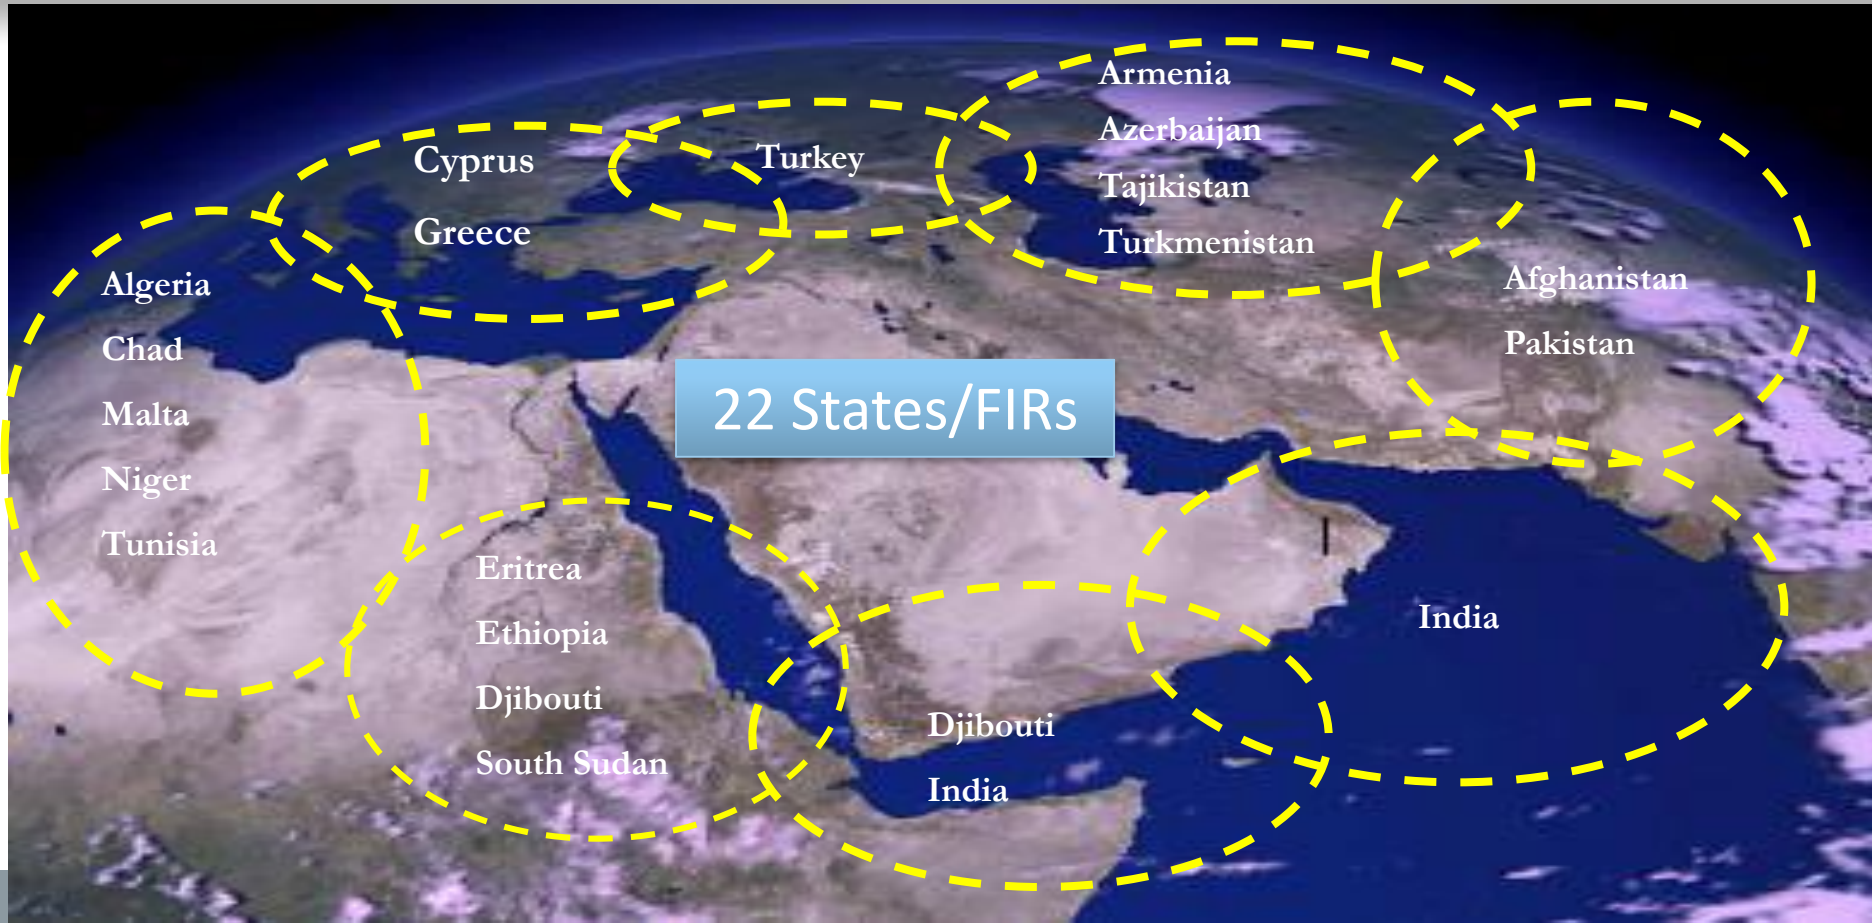 Armenia
Azerbaijan
Tajikistan
Turkmenistan
Turkey
Cyprus
Greece
Algeria
Chad
Malta
Niger
Tunisia
Afghanistan
Pakistan
22 States/FIRs
Eritrea
Ethiopia
Djibouti
South Sudan
Djibouti
India
India